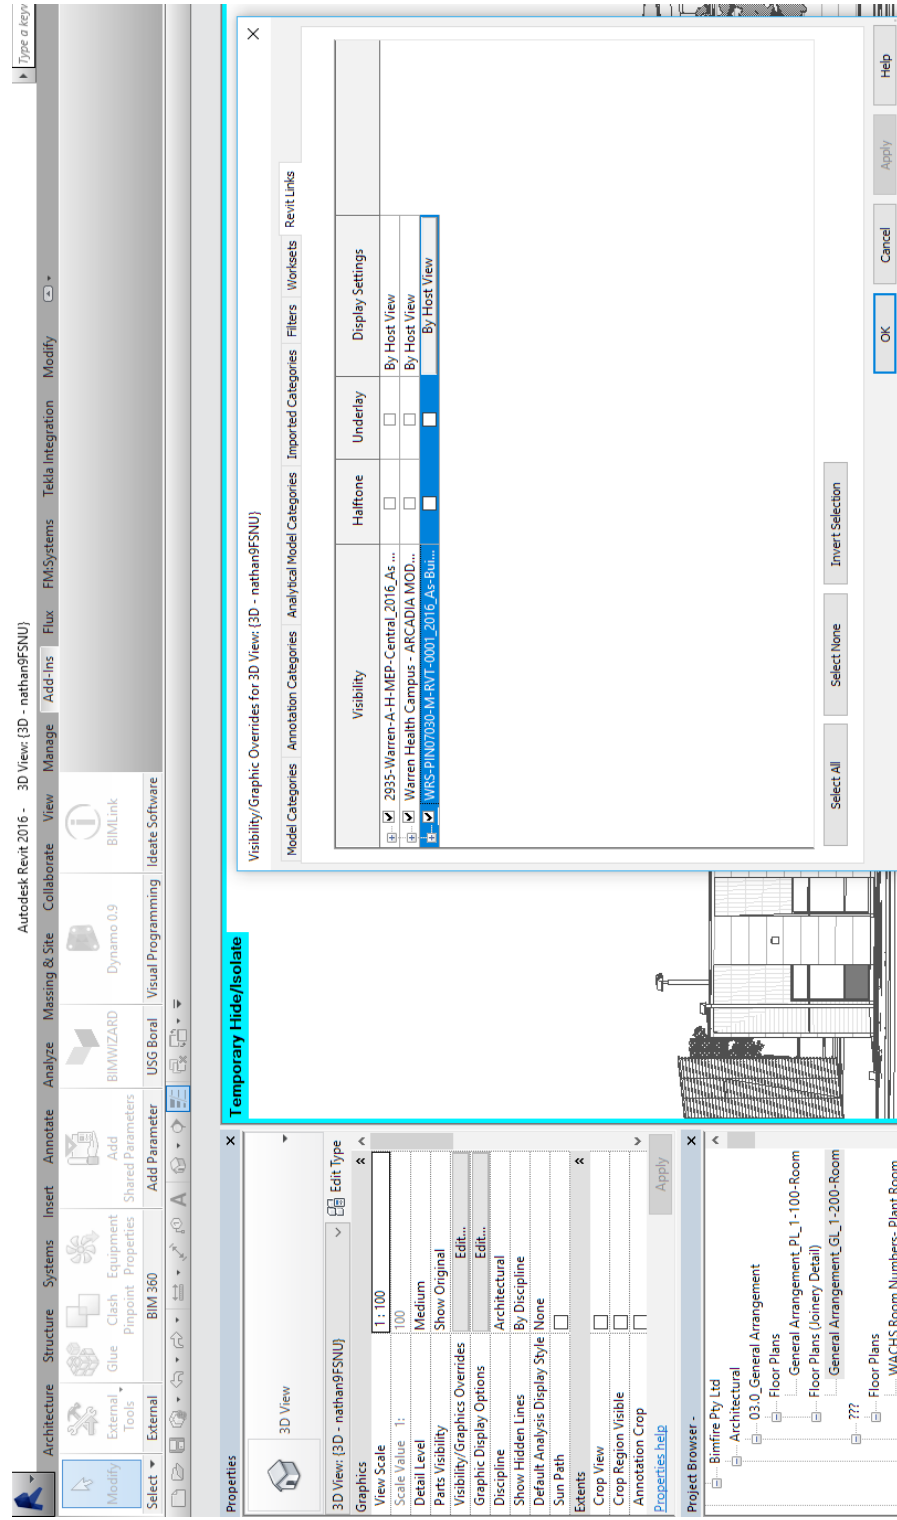 Autodesk Revit 2016 - 3D View: {3D - nathan9FSNU}
Type a keyw
Architecture Structure Systems Insert Annotate Analyze Massing & Site Collaborate View Manage Add-Ins Flux FM:Systems Tekla Integration Modify
Modify
External Tools
Glue
Clash Pinpoint
Equipment Properties
Add Shared Parameters
BIMWIZARD
Dynamo 0.9
BIMLink
Select External BIM 360 Add Parameter USG Boral Visual Programming Ideate Software
Properties
3D View
3D View: {3D - nathan9FSNU} Edit Type
Graphics
View Scale 1 : 100
Scale Value 1: 100
Detail Level Medium
Parts Visibility Show Original
Visibility/Graphics Overrides Edit...
Graphic Display Options Edit...
Discipline Architectural
Show Hidden Lines By Discipline
Default Analysis Display Style None
Sun Path
Extents
Crop View
Crop Region Visible
Annotation Crop
Properties help Apply
Project Browser -
Bimfire Pty Ltd
Architectural
03.0_General Arrangement
Floor Plans
General Arrangement_PL_1-100-Room
Floor Plans (Joinery Detail)
General Arrangement_GL_1-200-Room
???
Floor Plans
WACHS Room Numbers- Plant Room
Temporary Hide/Isolate
Visibility/Graphic Overrides for 3D View: {3D - nathan9FSNU}
Model Categories Annotation Categories Analytical Model Categories Imported Categories Filters Worksets Revit Links
Visibility Halftone Underlay Display Settings
2935-Warren-A-H-MEP-Central_2016_As ... By Host View
Warren Health Campus - ARCADIA MOD... By Host View
WRS-PIN07030-M-RVT-0001_2016_As-Bui... By Host View
Select All Select None Invert Selection
OK Cancel Apply Help